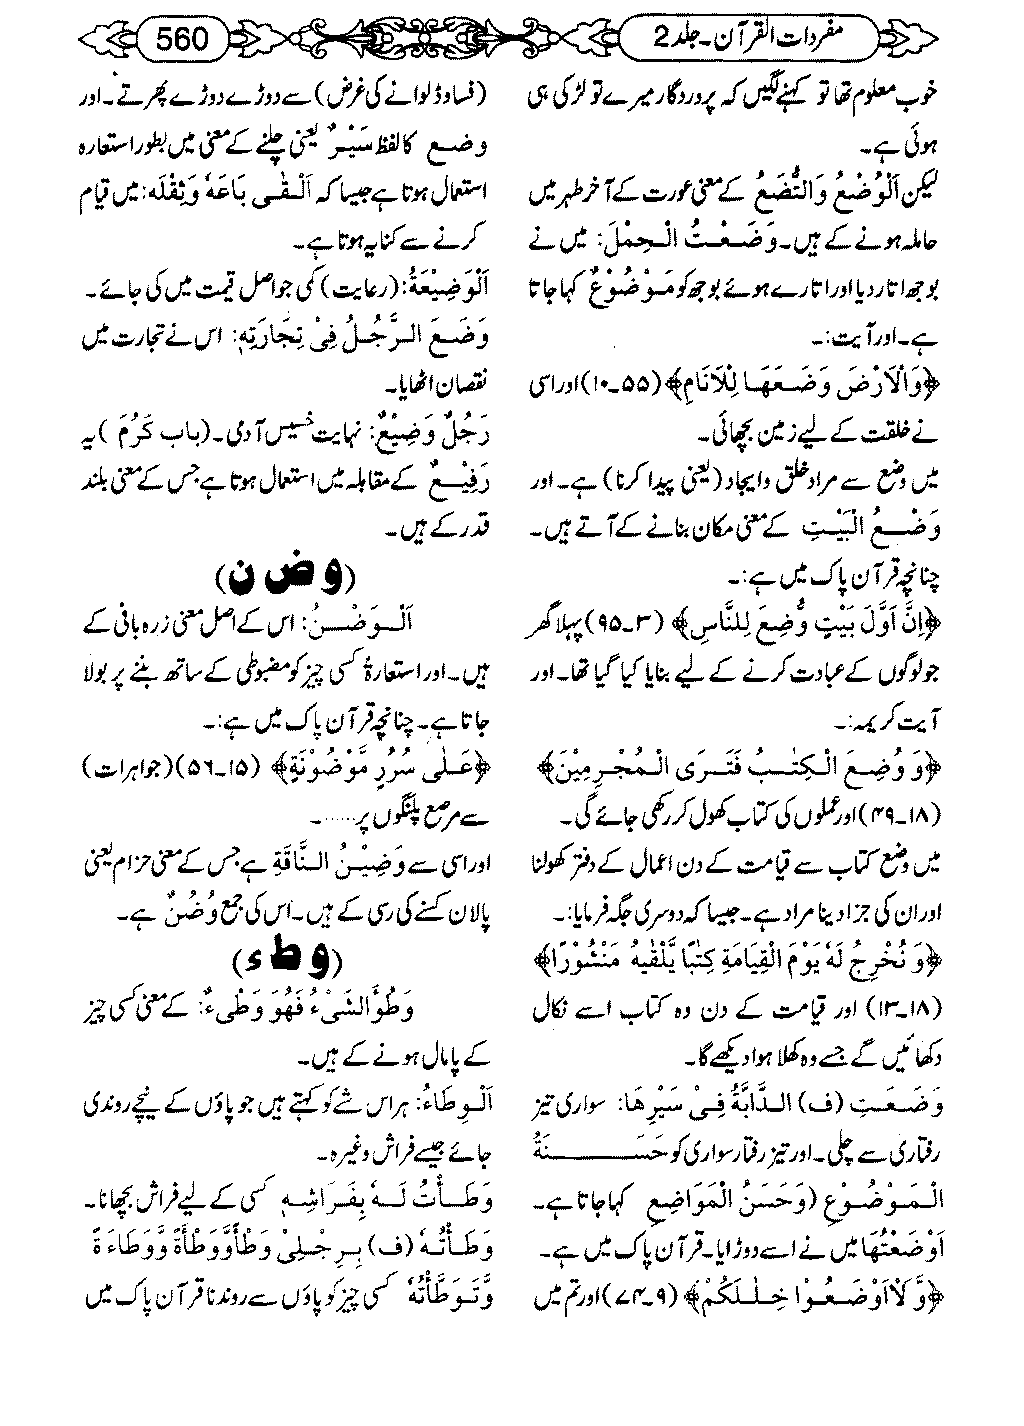 مفردات القرآن۔جلد 2
560
خوب معلوم تھا تو کہنے لگیں کہ پروردگار میرے تو لڑکی ہی
ہوئی ہے۔
لیکن اَلْوُضْعُ وَالتُّضَعُ کے معنی عورت کے آخر طہر میں
حاملہ ہونے کے ہیں۔ وَضَعْتُ الْحِمْلَ: میں نے
بوجھ اتار دیا اور اتارے ہوئے بوجھ کو مَوْضُوْعٌ کہا جاتا
ہے۔ اور آیت:۔
﴿وَالْاَرْضَ وَضَعَهَا لِلْاَنَامِ﴾ (۵۵۔۱۰) اور اسی
نے خلقت کے لیے زمین بچھائی۔
میں وضع سے مراد خلق و ایجاد (یعنی پیدا کرنا) ہے۔ اور
وَضْعُ الْبَيْتِ کے معنی مکان بنانے کے آتے ہیں۔
چنانچہ قرآن پاک میں ہے:۔
﴿اِنَّ اَوَّلَ بَيْتٍ وُّضِعَ لِلنَّاسِ﴾ (۳۔۹۵) پہلا گھر
جو لوگوں کے عبادت کرنے کے لیے بنایا کیا گیا تھا۔ اور
آیت کریمہ:۔
﴿وَ وُضِعَ الْكِتٰبُ فَتَرَى الْمُجْرِمِيْنَ﴾
(۱۸۔۴۹) اور عملوں کی کتاب کھول کر رکھی جائے گی۔
میں وضع کتاب سے قیامت کے دن اعمال کے دفتر کھولنا
اور ان کی جزا دینا مراد ہے۔ جیسا کہ دوسری جگہ فرمایا:۔
﴿وَ نُخْرِجُ لَهٗ يَوْمَ الْقِيَامَةِ كِتٰبًا يَّلْقٰيهُ مَنْشُوْرًا﴾
(۱۸۔۱۳) اور قیامت کے دن وہ کتاب اسے نکال
دکھائیں گے جسے وہ کھلا ہوا دیکھے گا۔
وَضَعَتِ (ف) الدَّابَّةُ فِيْ سَيْرِهَا: سواری تیز
رفتاری سے چلی۔ اور تیز رفتار سواری کو حَسَنَةُ
الْمَوْضُوْعِ (وَحَسَنُ الْمَوَاضِعِ کہا جاتا ہے۔
اَوْضَعْتُهَا میں نے اسے دوڑایا۔ قرآن پاک میں ہے۔
﴿وَّلَا اَوْضَعُوْا خِلٰلَكُمْ﴾ (۹۔۴۷) اور تم میں
(فساد ڈلوانے کی غرض) سے دوڑے دوڑے پھرتے۔ اور
وضع کا لفظ سَيْرٌ یعنی چلنے کے معنی میں بطور استعارہ
استعمال ہوتا ہے جیسا کہ اَلْقٰى بَاعَهٗ وَثِقْلَه: میں قیام
کرنے سے کنایہ ہوتا ہے۔
اَلْوَضِيْعَةُ: (رعایت) کی جو اصل قیمت میں کی جائے۔
وَضَعَ الرَّجُلُ فِيْ تِجَارَتِهٖ: اس نے تجارت میں
نقصان اٹھایا۔
رَجُلٌ وَضِيْعٌ: نہایت خسیس آدمی۔ (باب كَرُمَ) یہ
رَفِيْعٌ کے مقابلہ میں استعمال ہوتا ہے جس کے معنی بلند
قدر کے ہیں۔
(و ض ن)
اَلْوَضْنُ: اس کے اصل معنی زرہ بانی کے
ہیں۔ اور استعارۃً کسی چیز کو مضبوطی کے ساتھ بننے پر بولا
جاتا ہے۔ چنانچہ قرآن پاک میں ہے:۔
﴿عَلٰى سُرُرٍ مَّوْضُوْنَةٍ﴾ (۱۵۔۵۶) (جواہرات)
سے مرصع پلنگوں پر......۔
اور اسی سے وَضِيْنُ النَّاقَةِ ہے جس کے معنی حزام یعنی
پالان کسنے کی رسی کے ہیں۔ اس کی جمع وُضُنٌ ہے۔
(و ط ء)
وَطُؤَ الشَّيْءُ فَهُوَ وَطِيْءٌ: کے معنی کسی چیز
کے پامال ہونے کے ہیں۔
اَلْوِطَاءُ: ہر اس شے کو کہتے ہیں جو پاؤں کے نیچے روندی
جائے جیسے فراش وغیرہ۔
وَطَأْتُ لَهٗ بِفِرَاشِهٖ کسی کے لیے فراش بچھانا۔
وَطَأْتُهٗ (ف) بِرِجْلِيْ وَطْأً وَّوَطْأَةً وَّوَطَاءَةً
وَّتَوَطَّأْتُهٗ کسی چیز کو پاؤں سے روندنا قرآن پاک میں